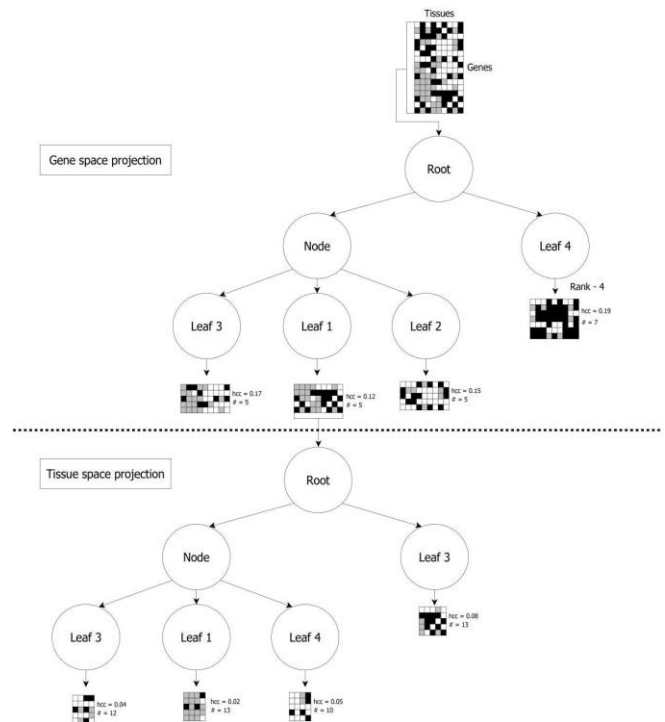 Tissues
Genes
Gene space projection
Root
Node
Leaf 4
Rank - 4
hcc = 0.19
# = 7
Leaf 3
Leaf 1
Leaf 2
hcc = 0.17
# = 5
hcc = 0.12
# = 5
hcc = 0.15
# = 5
Tissue space projection
Root
Node
Leaf 3
Leaf 3
Leaf 1
Leaf 4
hcc = 0.08
# = 13
hcc = 0.04
# = 12
hcc = 0.02
# = 13
hcc = 0.05
# = 10